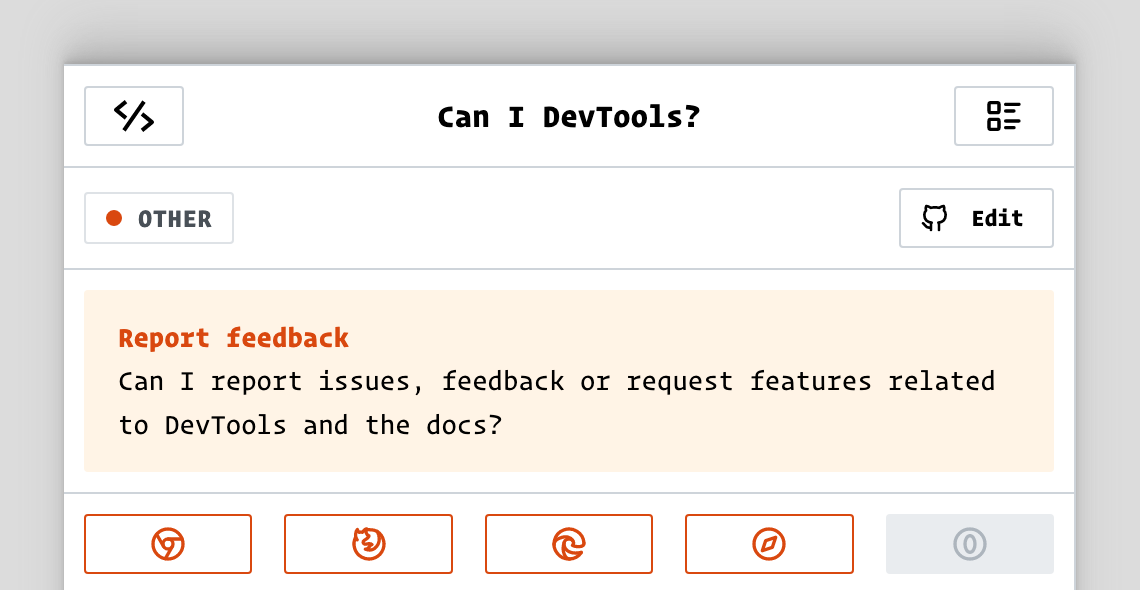 Can I DevTools?
OTHER
Edit
Report feedback
Can I report issues, feedback or request features related
to DevTools and the docs?